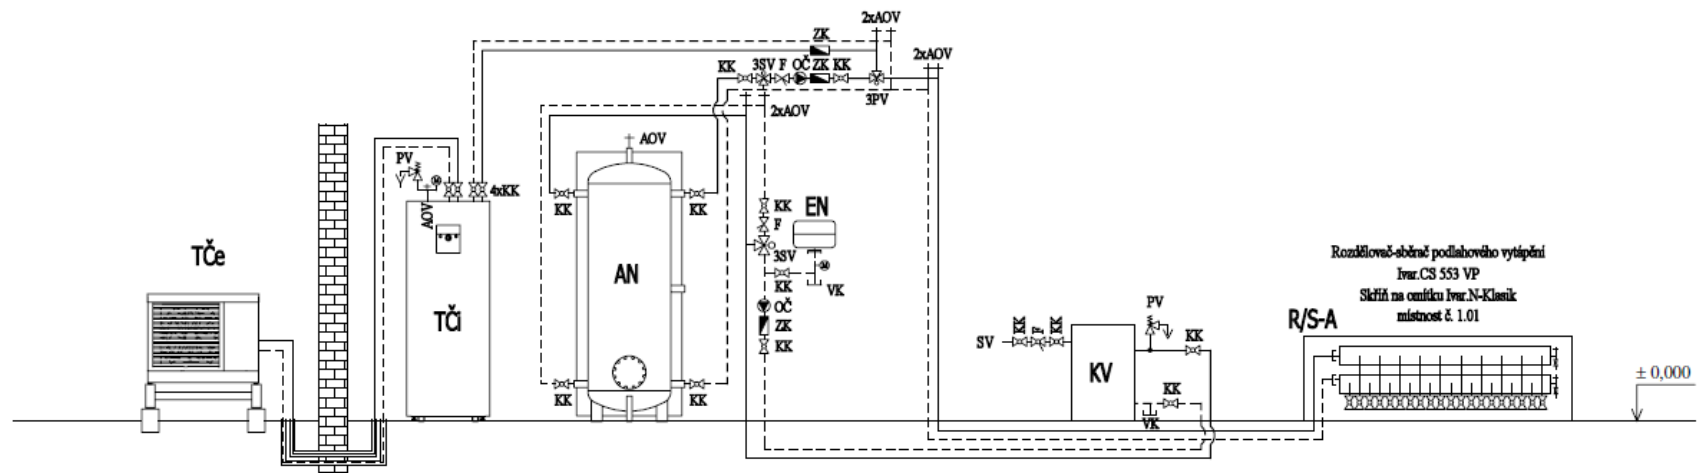 2xAOV
ZK
2xAOV
KK
3SV
F
OČ
ZK
KK
3PV
2xAOV
AOV
PV
M
4xKK
KK
KK
AOV
KK
EN
F
TČe
3SV
M
AN
KK
VK
Rozdělovač-sběrač podlahového vytápění
Ivar.CS 553 VP
Skříň na omítku Ivar.N-Klasik
místnost č. 1.01
OČ
TČi
PV
R/S-A
ZK
KK
F
KK
KK
SV
KK
KV
± 0,000
KK
KK
KK
VK